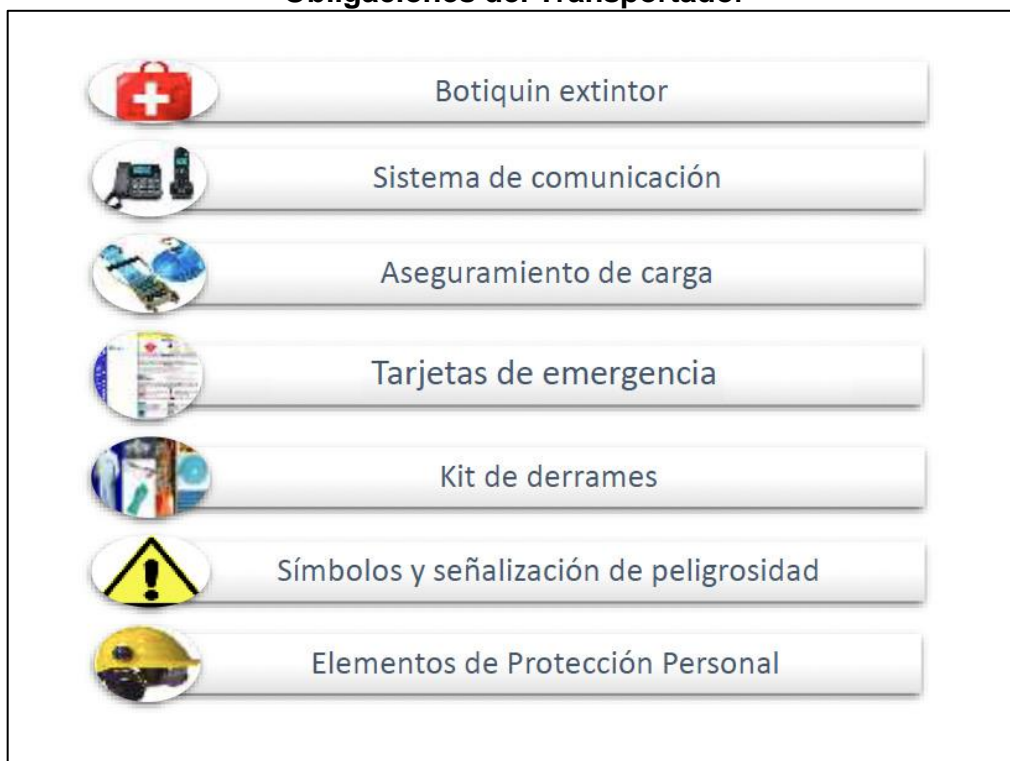 Obligaciones del Transportador
Botiquin extintor
Sistema de comunicación
Aseguramiento de carga
Tarjetas de emergencia
Kit de derrames
Símbolos y señalización de peligrosidad
Elementos de Protección Personal